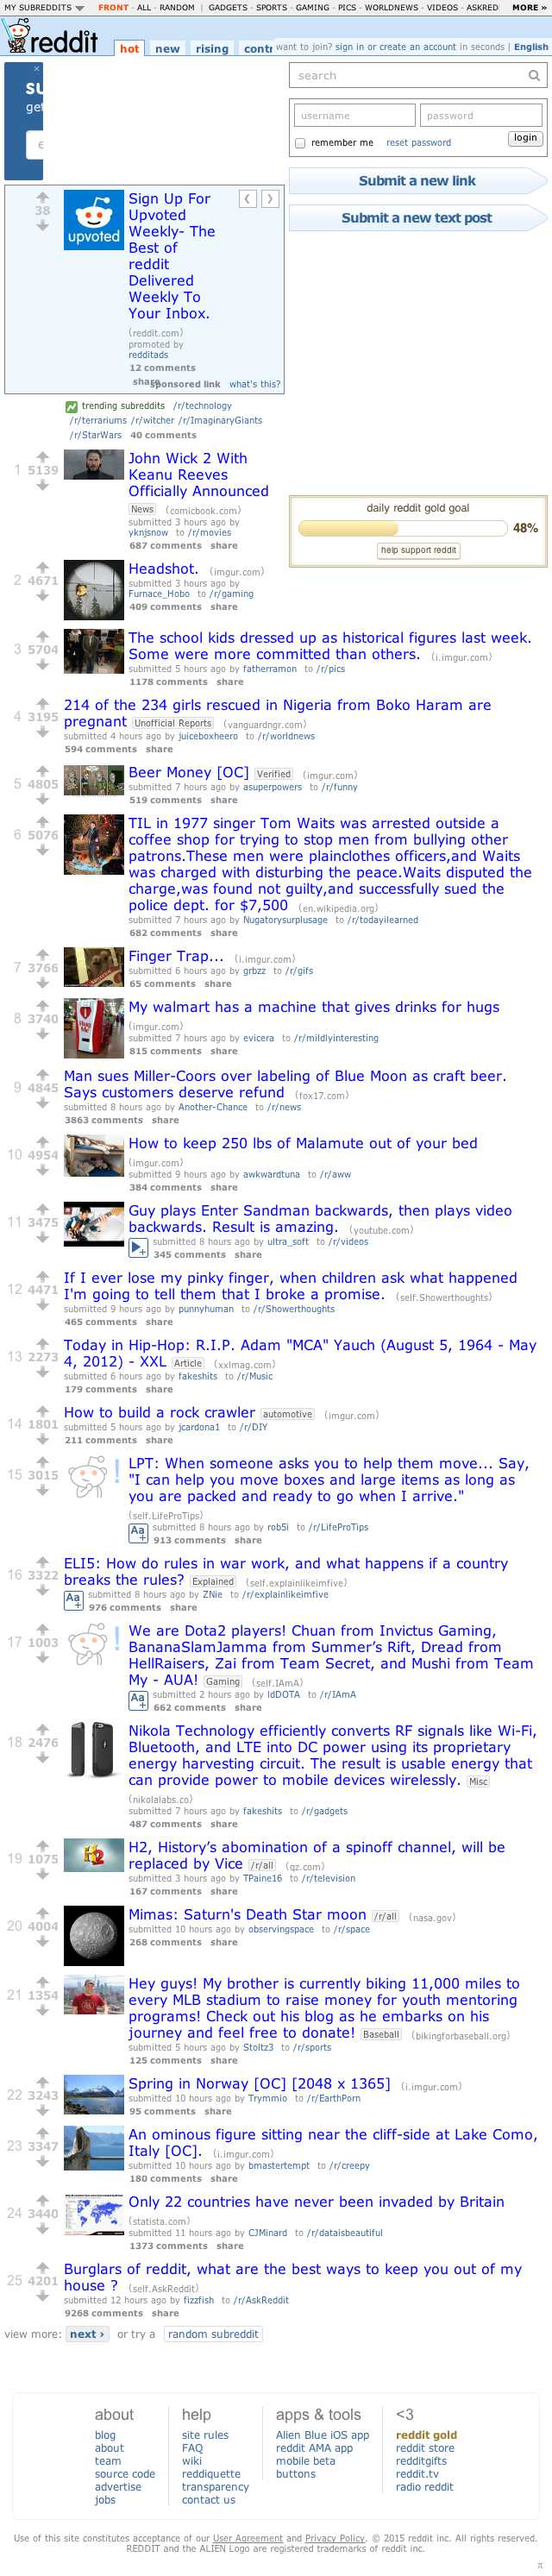 MY SUBREDDITS FRONT - ALL - RANDOM | GADGETS - SPORTS - GAMING - PICS - WORLDNEWS - VIDEOS - ASKRED MORE »
reddit hot new rising contr want to join? sign in or create an account in seconds | English
×
su
get
e
search
username password
remember me reset password login
Submit a new link
Submit a new text post
38
upvoted
Sign Up For
Upvoted
Weekly- The
Best of
reddit
Delivered
Weekly To
Your Inbox.
(reddit.com)
promoted by
redditads
12 comments
share
sponsored link what's this?
trending subreddits /r/technology
/r/terrariums /r/witcher /r/ImaginaryGiants
/r/StarWars 40 comments
1 5139 John Wick 2 With
Keanu Reeves
Officially Announced
News (comicbook.com)
submitted 3 hours ago by
yknjsnow to /r/movies
687 comments share
daily reddit gold goal
48%
help support reddit
2 4671 Headshot. (imgur.com)
submitted 3 hours ago by
Furnace_Hobo to /r/gaming
409 comments share
3 5704 The school kids dressed up as historical figures last week.
Some were more committed than others. (i.imgur.com)
submitted 5 hours ago by fatherramon to /r/pics
1178 comments share
4 3195 214 of the 234 girls rescued in Nigeria from Boko Haram are
pregnant Unofficial Reports (vanguardngr.com)
submitted 4 hours ago by juiceboxheero to /r/worldnews
594 comments share
5 4805 Beer Money [OC] Verified (imgur.com)
submitted 7 hours ago by asuperpowers to /r/funny
519 comments share
6 5076 TIL in 1977 singer Tom Waits was arrested outside a
coffee shop for trying to stop men from bullying other
patrons.These men were plainclothes officers,and Waits
was charged with disturbing the peace.Waits disputed the
charge,was found not guilty,and successfully sued the
police dept. for $7,500 (en.wikipedia.org)
submitted 7 hours ago by Nugatorysurplusage to /r/todayilearned
682 comments share
7 3766 Finger Trap... (i.imgur.com)
submitted 6 hours ago by grbzz to /r/gifs
65 comments share
8 3740 My walmart has a machine that gives drinks for hugs
(imgur.com)
submitted 7 hours ago by evicera to /r/mildlyinteresting
815 comments share
9 4845 Man sues Miller-Coors over labeling of Blue Moon as craft beer.
Says customers deserve refund (fox17.com)
submitted 8 hours ago by Another-Chance to /r/news
3863 comments share
10 4954 How to keep 250 lbs of Malamute out of your bed
(imgur.com)
submitted 9 hours ago by awkwardtuna to /r/aww
384 comments share
11 3475 Guy plays Enter Sandman backwards, then plays video
backwards. Result is amazing. (youtube.com)
submitted 8 hours ago by ultra_soft to /r/videos
345 comments share
12 4471 If I ever lose my pinky finger, when children ask what happened
I'm going to tell them that I broke a promise. (self.Showerthoughts)
submitted 9 hours ago by punnyhuman to /r/Showerthoughts
465 comments share
13 2273 Today in Hip-Hop: R.I.P. Adam "MCA" Yauch (August 5, 1964 - May
4, 2012) - XXL Article (xxlmag.com)
submitted 6 hours ago by fakeshits to /r/Music
179 comments share
14 1801 How to build a rock crawler automotive (imgur.com)
submitted 5 hours ago by jcardona1 to /r/DIY
211 comments share
15 3015 LPT: When someone asks you to help them move... Say,
"I can help you move boxes and large items as long as
you are packed and ready to go when I arrive."
(self.LifeProTips)
Aa+ submitted 8 hours ago by rob5i to /r/LifeProTips
913 comments share
16 3322 ELI5: How do rules in war work, and what happens if a country
breaks the rules? Explained (self.explainlikeimfive)
Aa+ submitted 8 hours ago by ZNie to /r/explainlikeimfive
976 comments share
17 1003 We are Dota2 players! Chuan from Invictus Gaming,
BananaSlamJamma from Summer’s Rift, Dread from
HellRaisers, Zai from Team Secret, and Mushi from Team
My - AUA! Gaming (self.IAmA)
Aa+ submitted 2 hours ago by IdDOTA to /r/IAmA
662 comments share
18 2476 Nikola Technology efficiently converts RF signals like Wi-Fi,
Bluetooth, and LTE into DC power using its proprietary
energy harvesting circuit. The result is usable energy that
can provide power to mobile devices wirelessly. Misc
(nikolalabs.co)
submitted 7 hours ago by fakeshits to /r/gadgets
487 comments share
19 1075 H2, History’s abomination of a spinoff channel, will be
replaced by Vice /r/all (qz.com)
submitted 3 hours ago by TPaine16 to /r/television
167 comments share
20 4004 Mimas: Saturn's Death Star moon /r/all (nasa.gov)
submitted 10 hours ago by observingspace to /r/space
268 comments share
21 1354 Hey guys! My brother is currently biking 11,000 miles to
every MLB stadium to raise money for youth mentoring
programs! Check out his blog as he embarks on his
journey and feel free to donate! Baseball (bikingforbaseball.org)
submitted 5 hours ago by Stoltz3 to /r/sports
125 comments share
22 3243 Spring in Norway [OC] [2048 x 1365] (i.imgur.com)
submitted 10 hours ago by Trymmio to /r/EarthPorn
95 comments share
23 3347 An ominous figure sitting near the cliff-side at Lake Como,
Italy [OC]. (i.imgur.com)
submitted 10 hours ago by bmastertempt to /r/creepy
180 comments share
24 3440 Only 22 countries have never been invaded by Britain
(statista.com)
submitted 11 hours ago by CJMinard to /r/dataisbeautiful
1373 comments share
25 4201 Burglars of reddit, what are the best ways to keep you out of my
house ? (self.AskReddit)
submitted 12 hours ago by fizzfish to /r/AskReddit
9268 comments share
view more: next › or try a random subreddit
about
blog
about
team
source code
advertise
jobs
help
site rules
FAQ
wiki
reddiquette
transparency
contact us
apps & tools
Alien Blue iOS app
reddit AMA app
mobile beta
buttons
<3
reddit gold
reddit store
redditgifts
reddit.tv
radio reddit
Use of this site constitutes acceptance of our User Agreement and Privacy Policy. © 2015 reddit inc. All rights reserved.
REDDIT and the ALIEN Logo are registered trademarks of reddit inc.
π